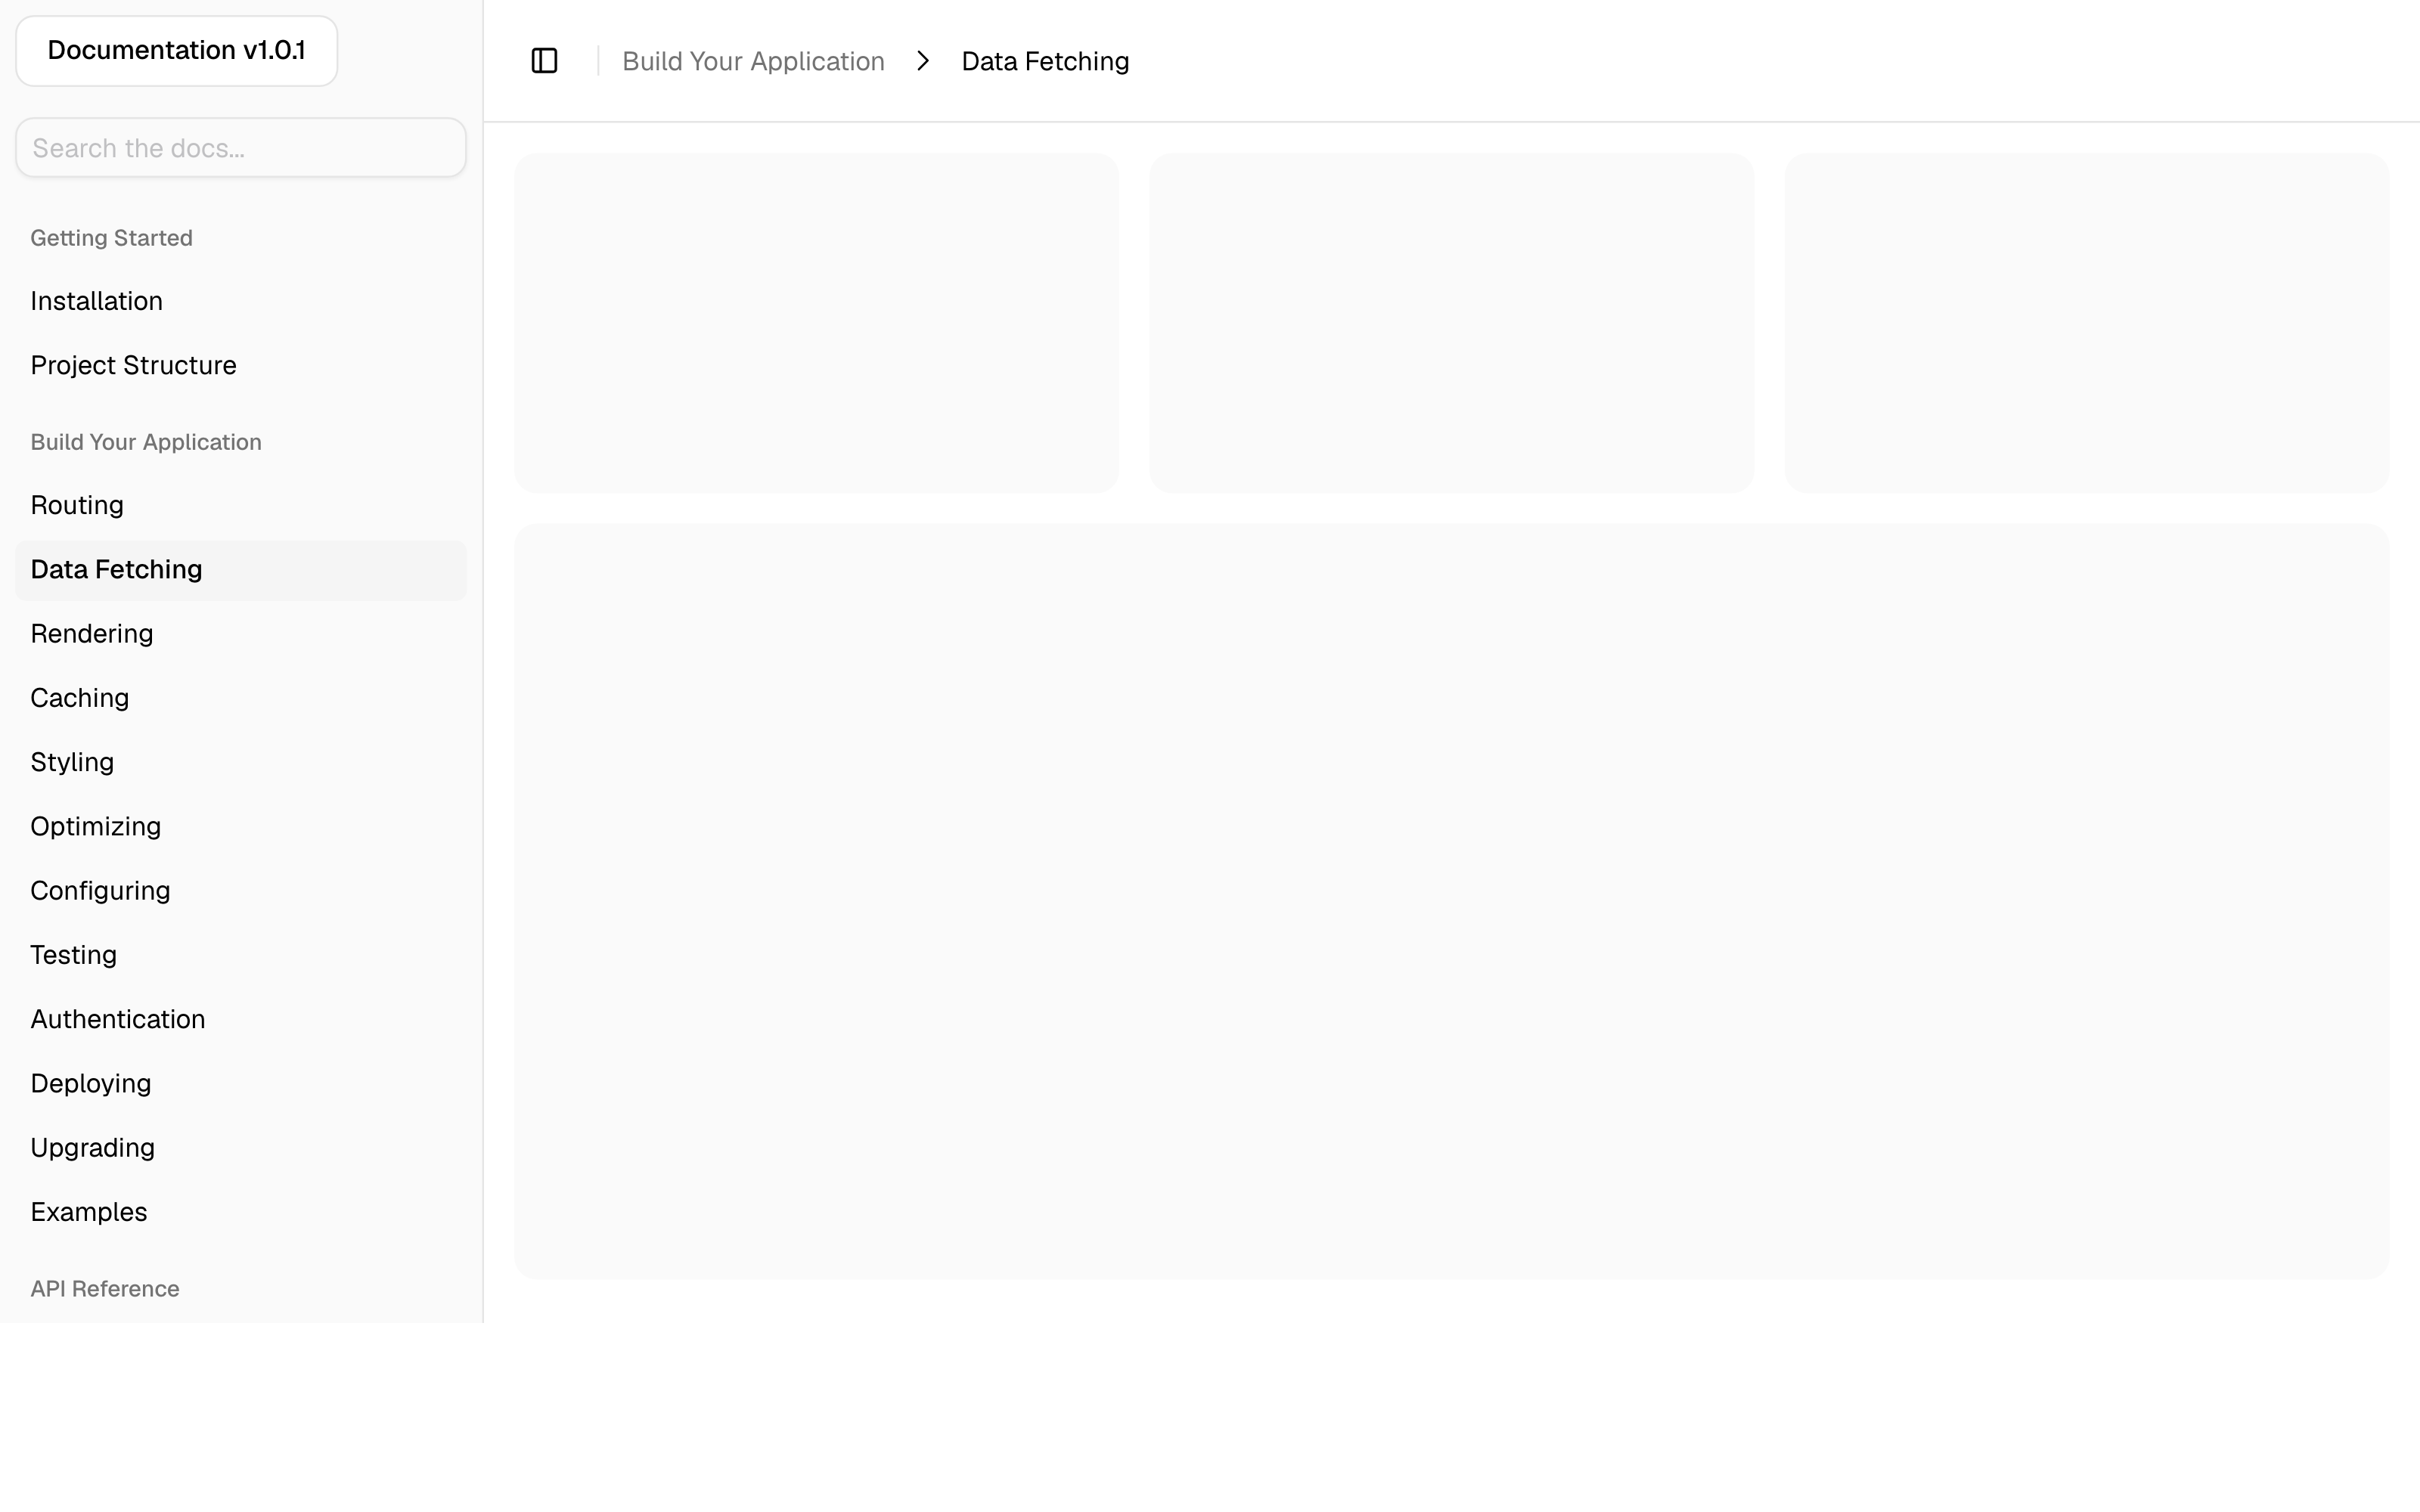 Documentation v1.0.1
Search the docs...
Getting Started
Installation
Project Structure
Build Your Application
Routing
Data Fetching
Rendering
Caching
Styling
Optimizing
Configuring
Testing
Authentication
Deploying
Upgrading
Examples
API Reference
Build Your Application
Data Fetching